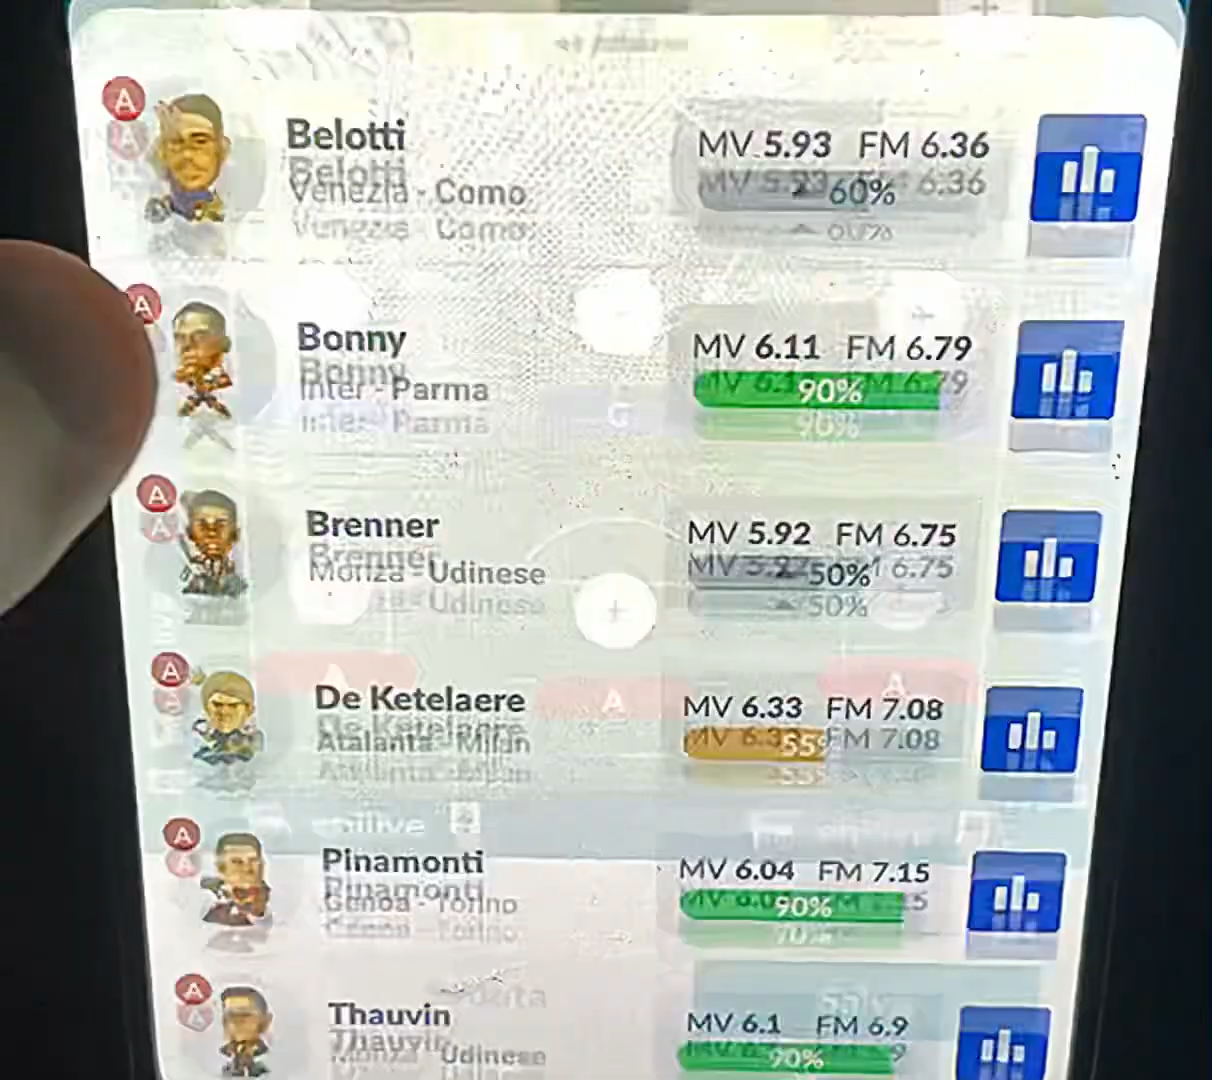 A
Belotti
MV 5.93 FM 6.36
Venezia - Como
60%
A
Bonny
MV 6.11 FM 6.79
Inter - Parma
90%
A
Brenner
MV 5.92 FM 6.75
Monza - Udinese
50%
A
De Ketelaere
MV 6.33 FM 7.08
Atalanta - Milan
55%
A
Pinamonti
MV 6.04 FM 7.15
Genoa - Torino
90%
A
Thauvin
MV 6.1 FM 6.9
Monza - Udinese
90%